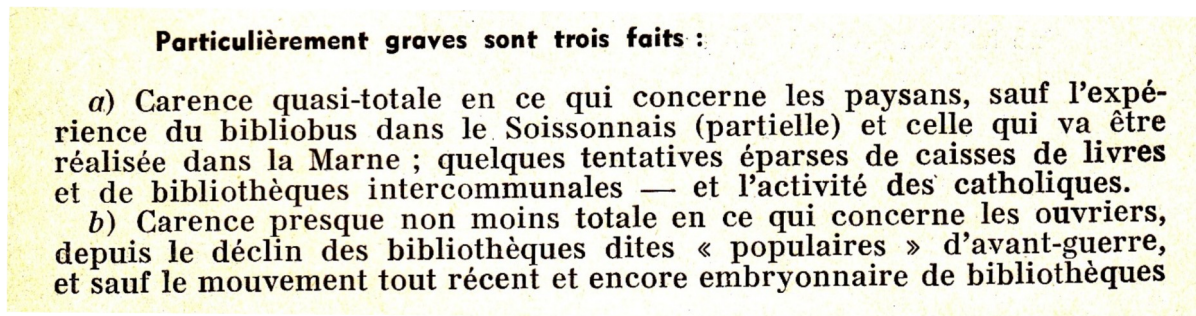 Particulièrement graves sont trois faits :
a) Carence quasi-totale en ce qui concerne les paysans, sauf l'expé-
rience du bibliobus dans le Soissonnais (partielle) et celle qui va être
réalisée dans la Marne ; quelques tentatives éparses de caisses de livres
et de bibliothèques intercommunales — et l'activité des catholiques.
b) Carence presque non moins totale en ce qui concerne les ouvriers,
depuis le déclin des bibliothèques dites « populaires » d'avant-guerre,
et sauf le mouvement tout récent et encore embryonnaire de bibliothèques